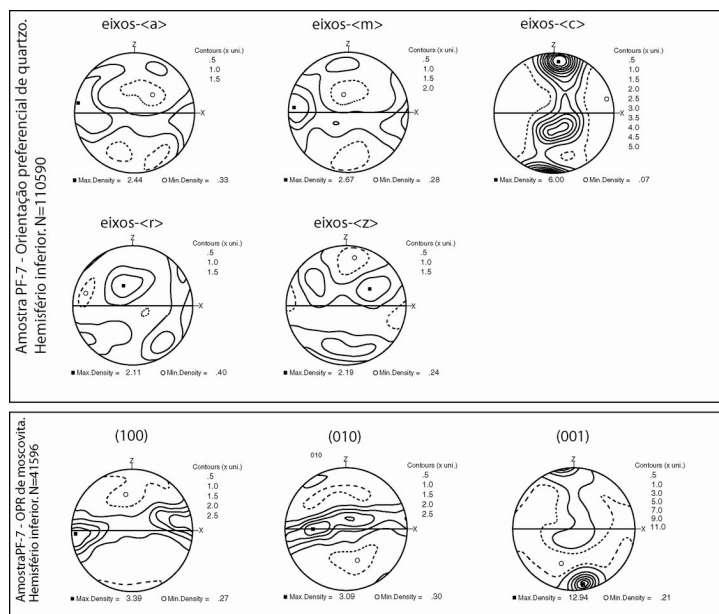 Amostra PF-7 - Orientação preferencial de quartzo.
Hemisfério inferior. N=110590
eixos-<a>
Z
X
Contours (x uni.)
.5
1.0
1.5
■ Max.Density = 2.44 ○ Min.Density = .33
eixos-<m>
Z
X
Contours (x uni.)
.5
1.0
1.5
2.0
■ Max.Density = 2.67 ○ Min.Density = .28
eixos-<c>
Z
X
Contours (x uni.)
.5
1.0
1.5
2.0
2.5
3.0
3.5
4.0
4.5
5.0
■ Max.Density = 6.00 ○ Min.Density = .07
eixos-<r>
Z
X
Contours (x uni.)
.5
1.0
1.5
■ Max.Density = 2.11 ○ Min.Density = .40
eixos-<z>
Z
X
Contours (x uni.)
.5
1.0
1.5
■ Max.Density = 2.19 ○ Min.Density = .24
AmostraPF-7 - OPR de moscovita.
Hemisfério inferior. N=41596
(100)
Z
X
Contours (x uni.)
.5
1.0
1.5
2.0
2.5
■ Max.Density = 3.39 ○ Min.Density = .27
(010)
010
Z
X
Contours (x uni.)
.5
1.0
1.5
2.0
2.5
■ Max.Density = 3.09 ○ Min.Density = .30
(001)
Z
X
Contours (x uni.)
.5
1.0
3.0
5.0
7.0
9.0
11.0
■ Max.Density = 12.94 ○ Min.Density = .21